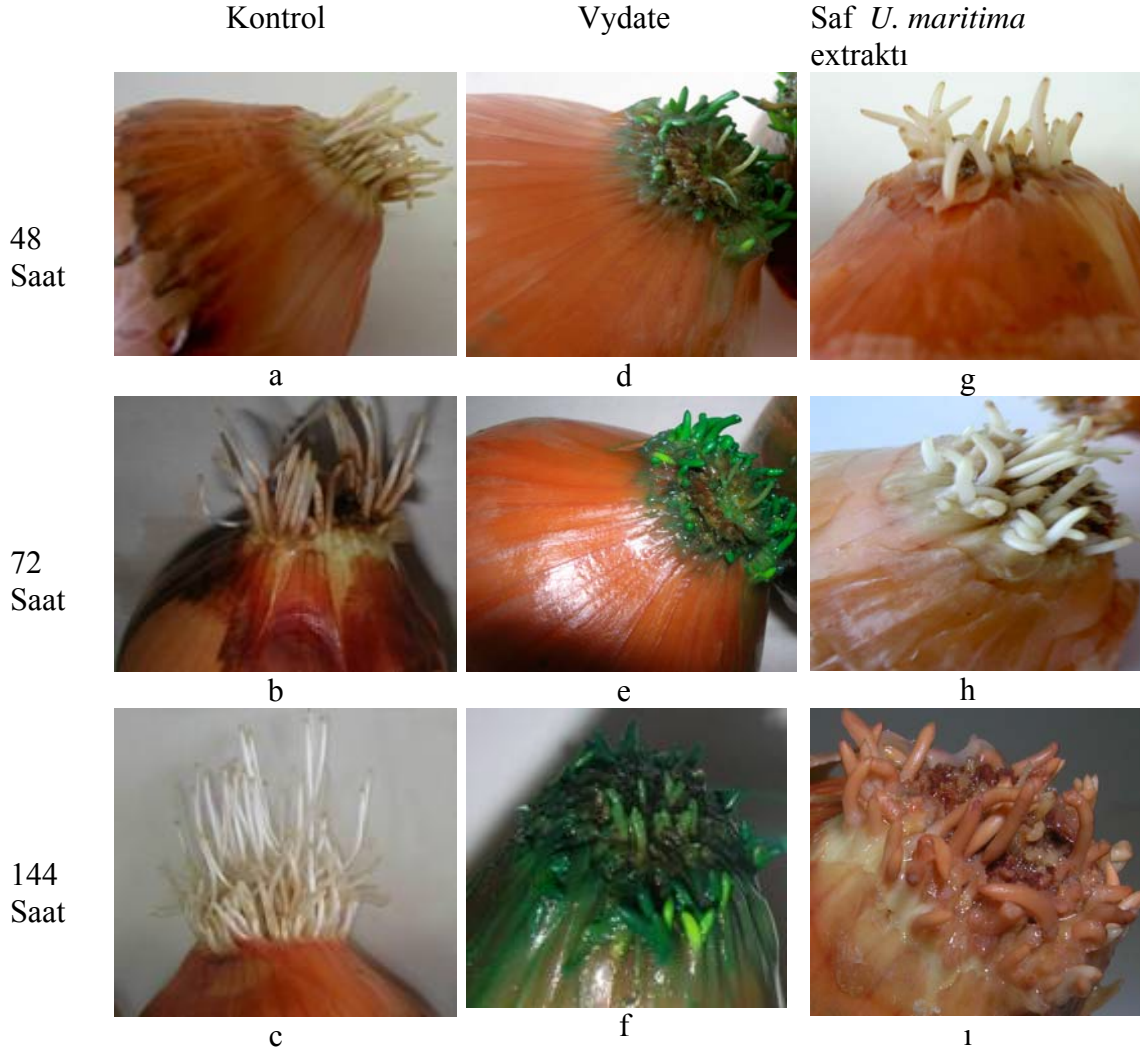 Kontrol
Vydate
Saf U. maritima
extraktı
48
Saat
a
d
g
72
Saat
b
e
h
144
Saat
c
f
ı